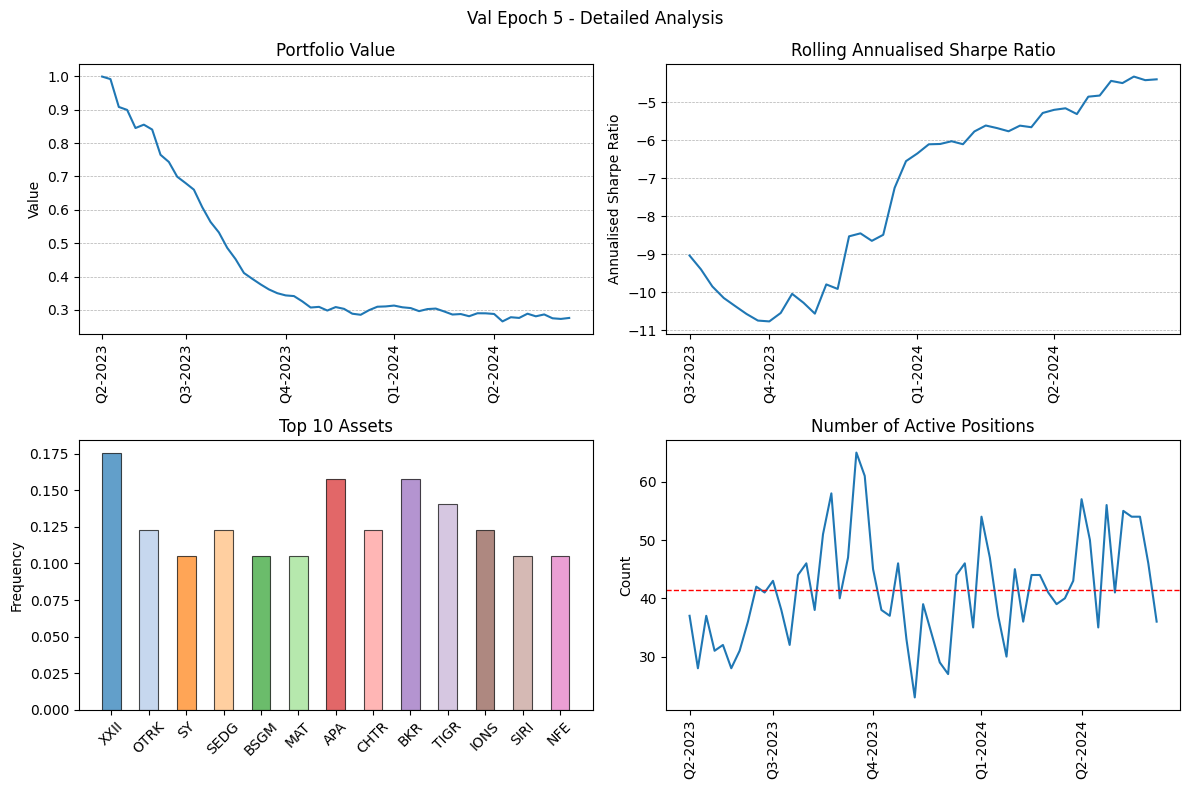 Val Epoch 5 - Detailed Analysis
Portfolio Value
Value
1.0
0.9
0.8
0.7
0.6
0.5
0.4
0.3
Q2-2023
Q3-2023
Q4-2023
Q1-2024
Q2-2024
Rolling Annualised Sharpe Ratio
Annualised Sharpe Ratio
−5
−6
−7
−8
−9
−10
−11
Q3-2023
Q4-2023
Q1-2024
Q2-2024
Top 10 Assets
Frequency
0.175
0.150
0.125
0.100
0.075
0.050
0.025
0.000
XXII
OTRK
SY
SEDG
BSGM
MAT
APA
CHTR
BKR
TIGR
IONS
SIRI
NFE
Number of Active Positions
Count
60
50
40
30
Q2-2023
Q3-2023
Q4-2023
Q1-2024
Q2-2024